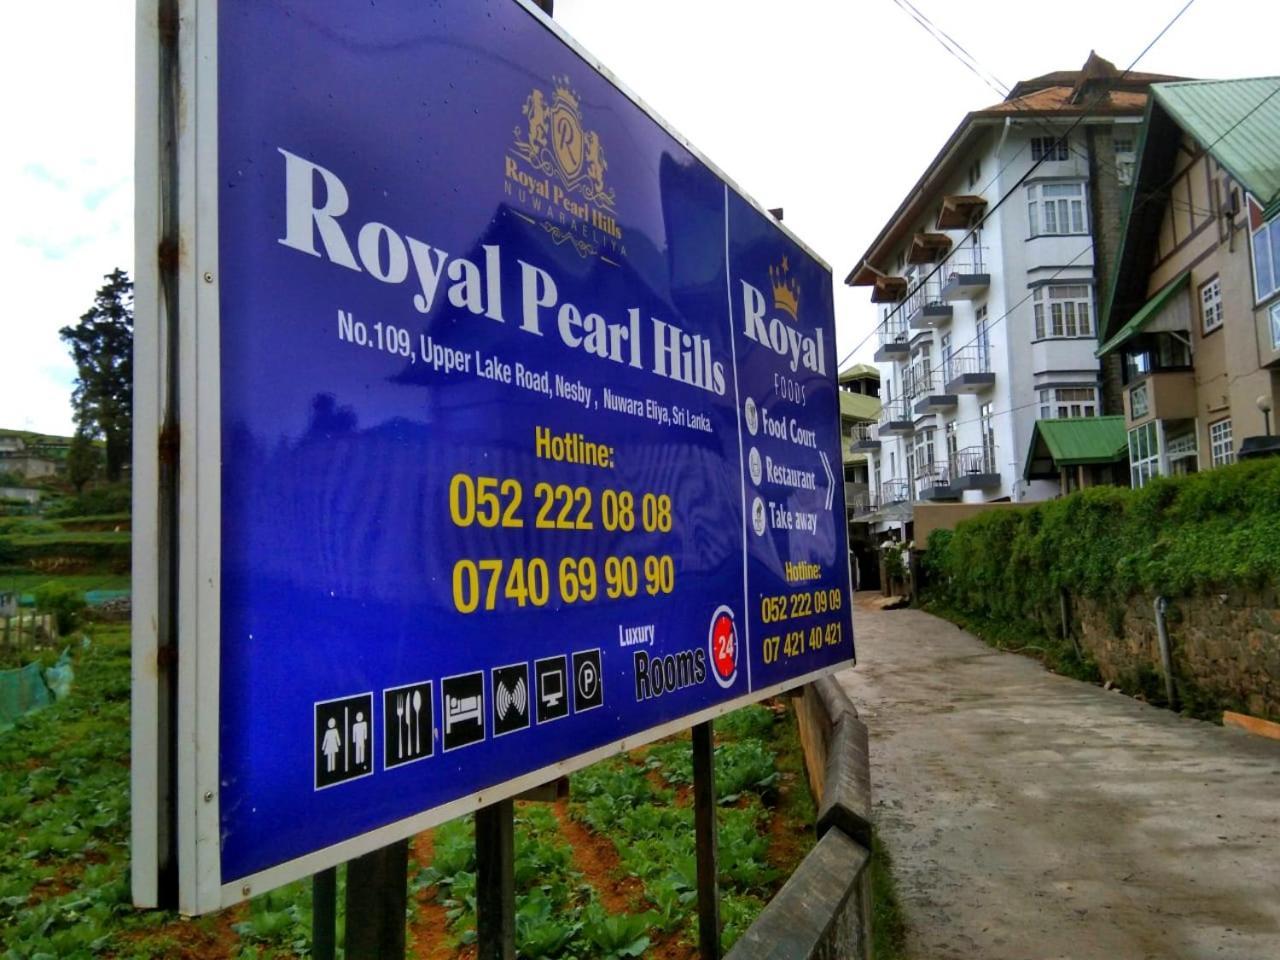 R
Royal Pearl Hills
NUWARAELIYA
Royal Pearl Hills
No.109, Upper Lake Road, Nesby , Nuwara Eliya, Sri Lanka.
Hotline:
052 222 08 08
0740 69 90 90
Luxury
Rooms
24
P
Royal
FOODS
Food Court
Restaurant
Take away
Hotline:
052 222 09 09
07 421 40 421